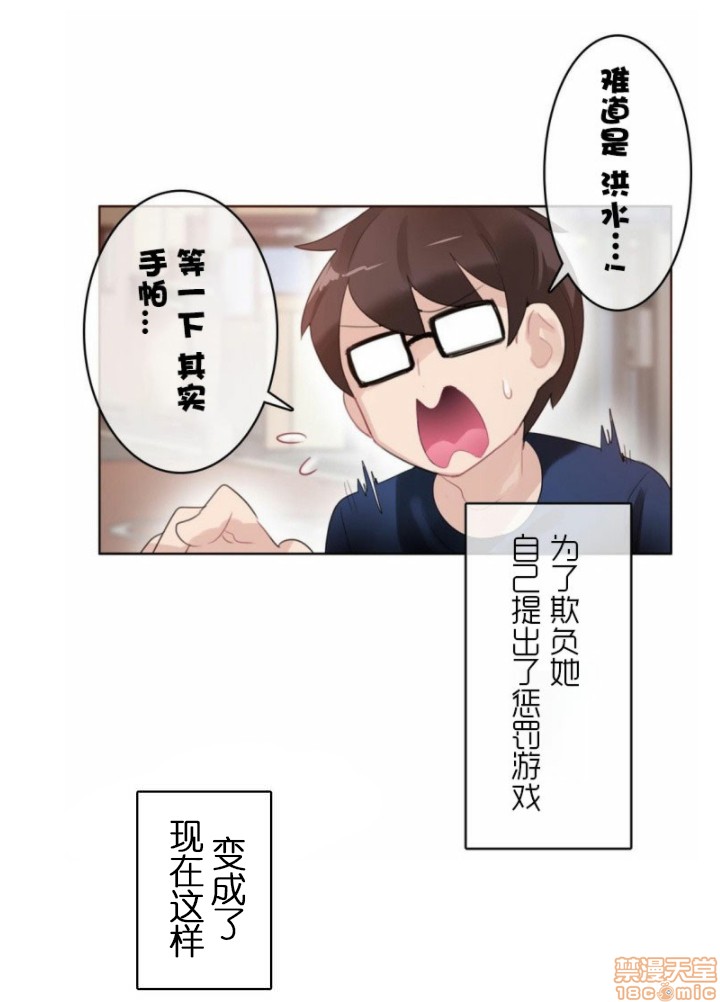 难道是 洪水…!
等一下 其实
手帕…
为了欺负她
自己提出了惩罚游戏
变成了
现在这样
禁漫天堂
18comic